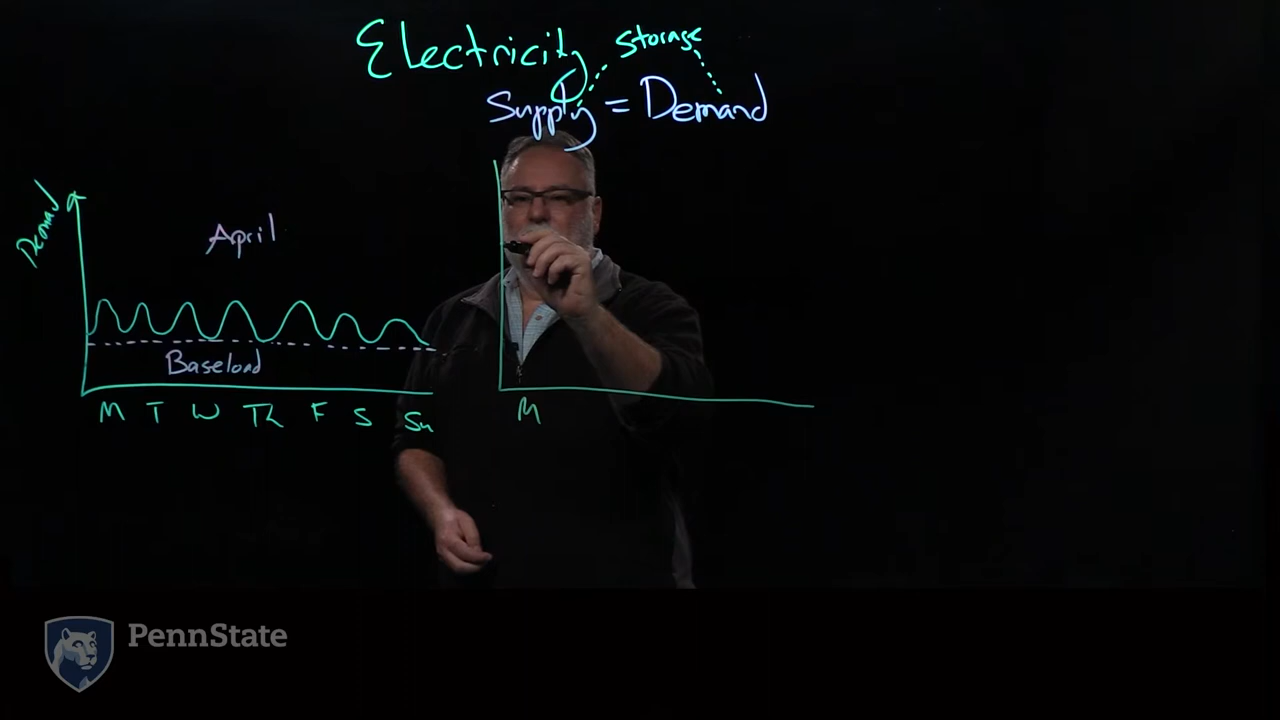 Electricity storage
Supply = Demand
Demand
April
Baseload
M T W Th F S Su
M
PennState